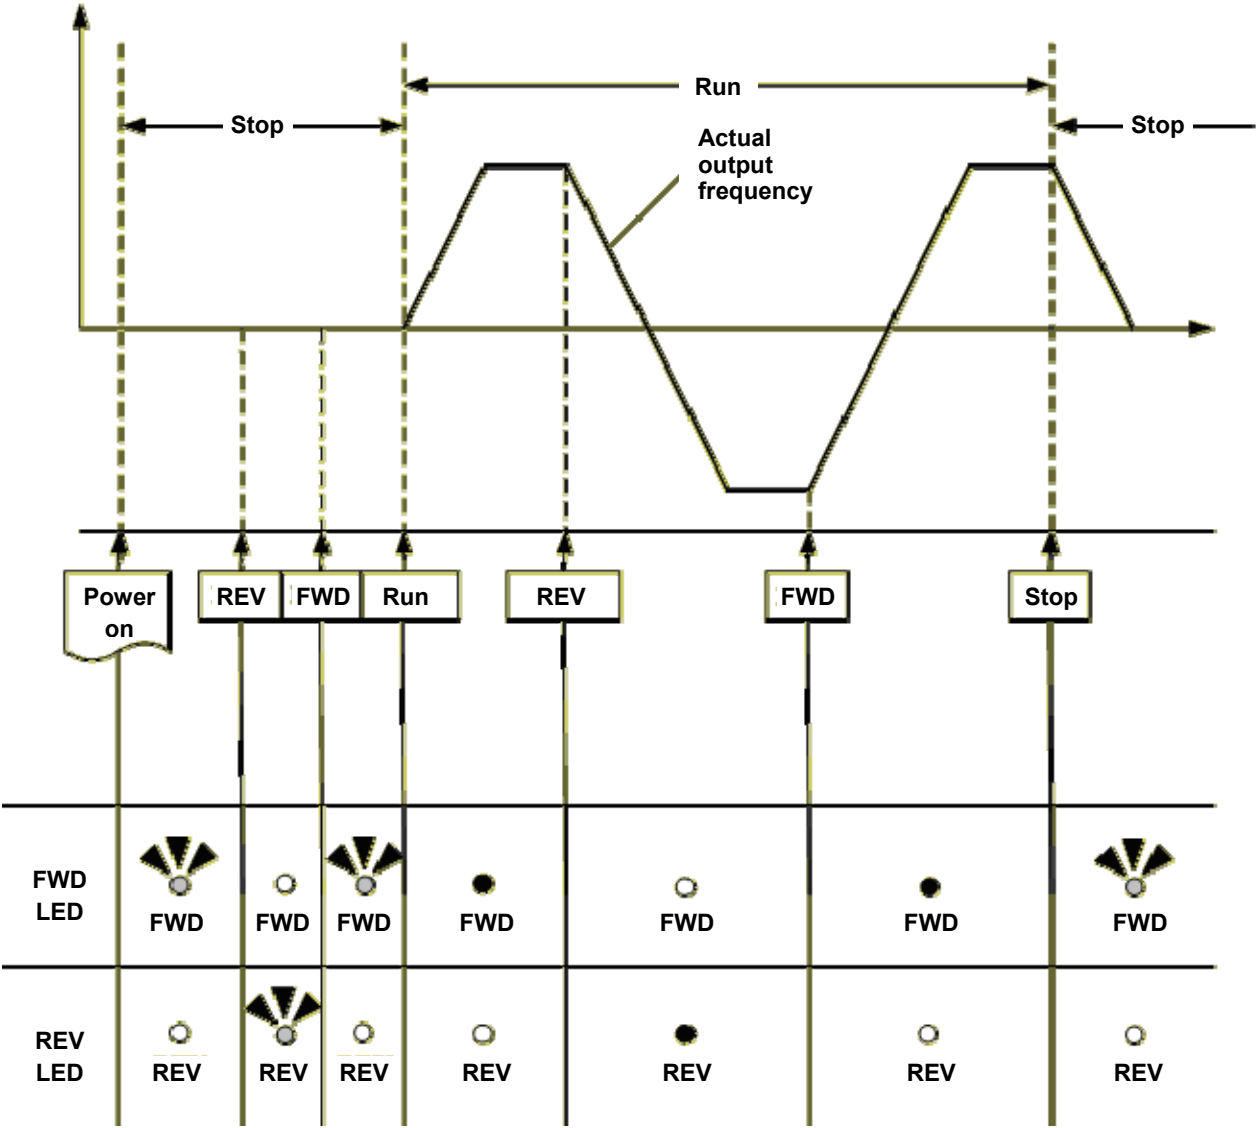 Run
Stop
Stop
Actual
output
frequency
Power
on
REV
FWD
Run
REV
FWD
Stop
FWD
LED
FWD
FWD
FWD
FWD
FWD
FWD
FWD
REV
LED
REV
REV
REV
REV
REV
REV
REV